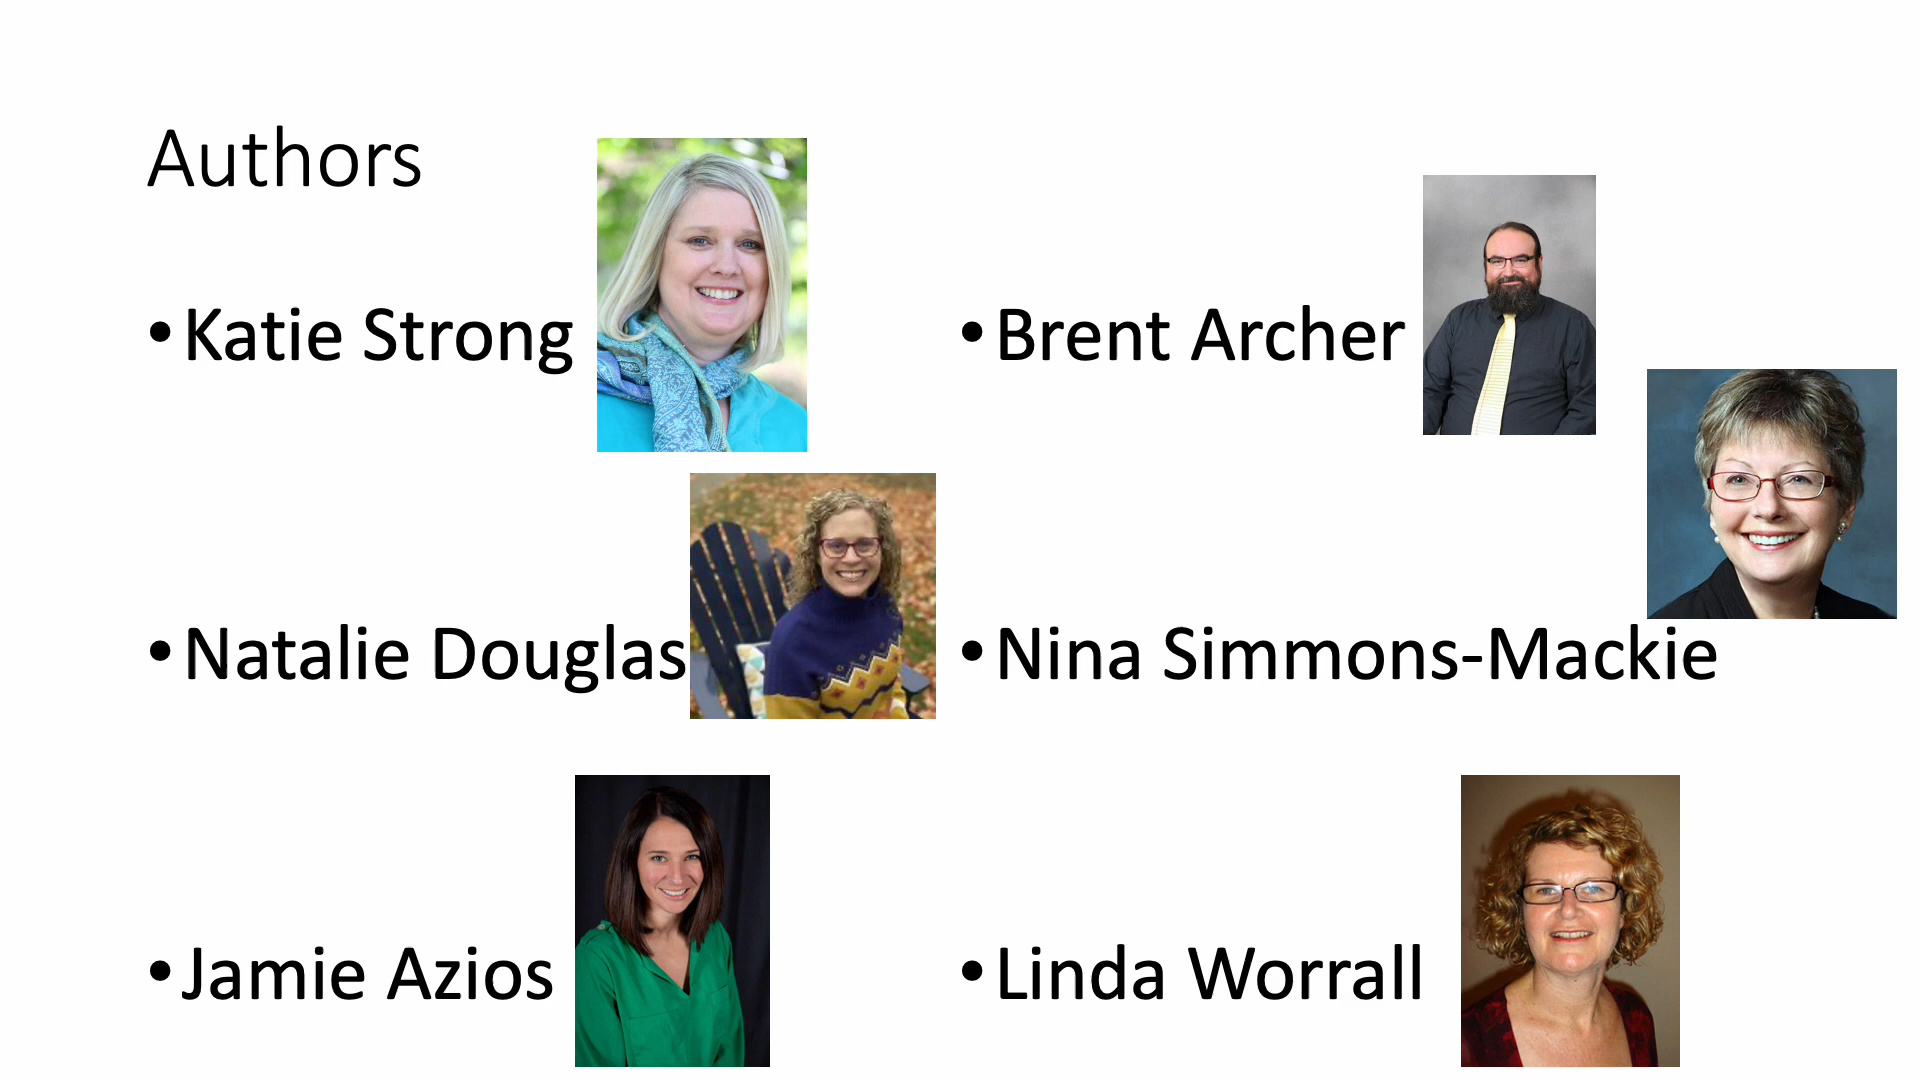 Authors
• Katie Strong
• Natalie Douglas
• Jamie Azios
• Brent Archer
• Nina Simmons-Mackie
• Linda Worrall